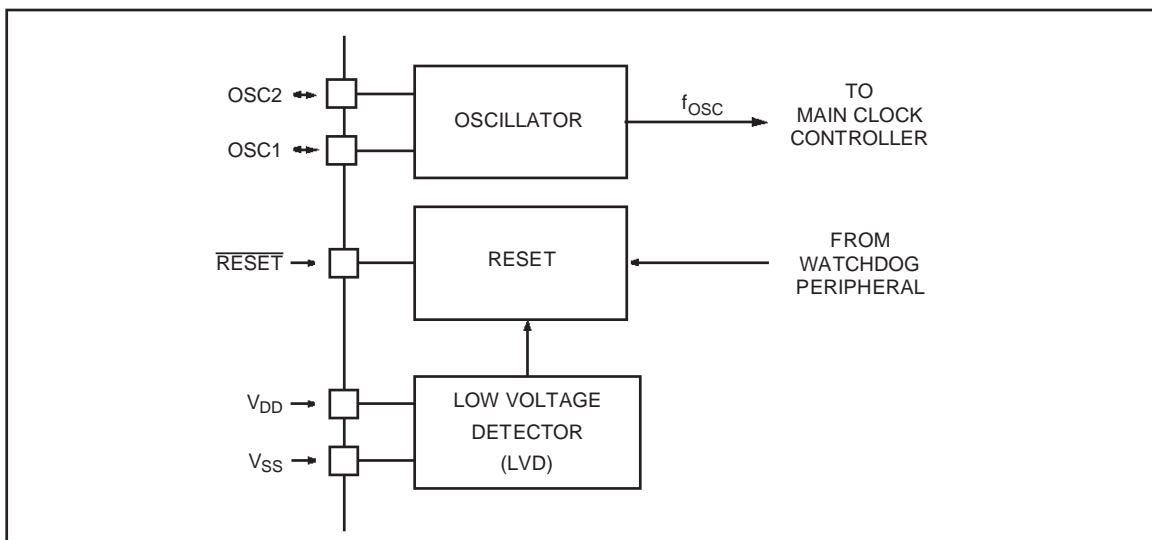 OSC2
OSC1
OSCILLATOR
fOSC
TO
MAIN CLOCK
CONTROLLER
RESET
RESET
FROM
WATCHDOG
PERIPHERAL
VDD
VSS
LOW VOLTAGE
DETECTOR
(LVD)